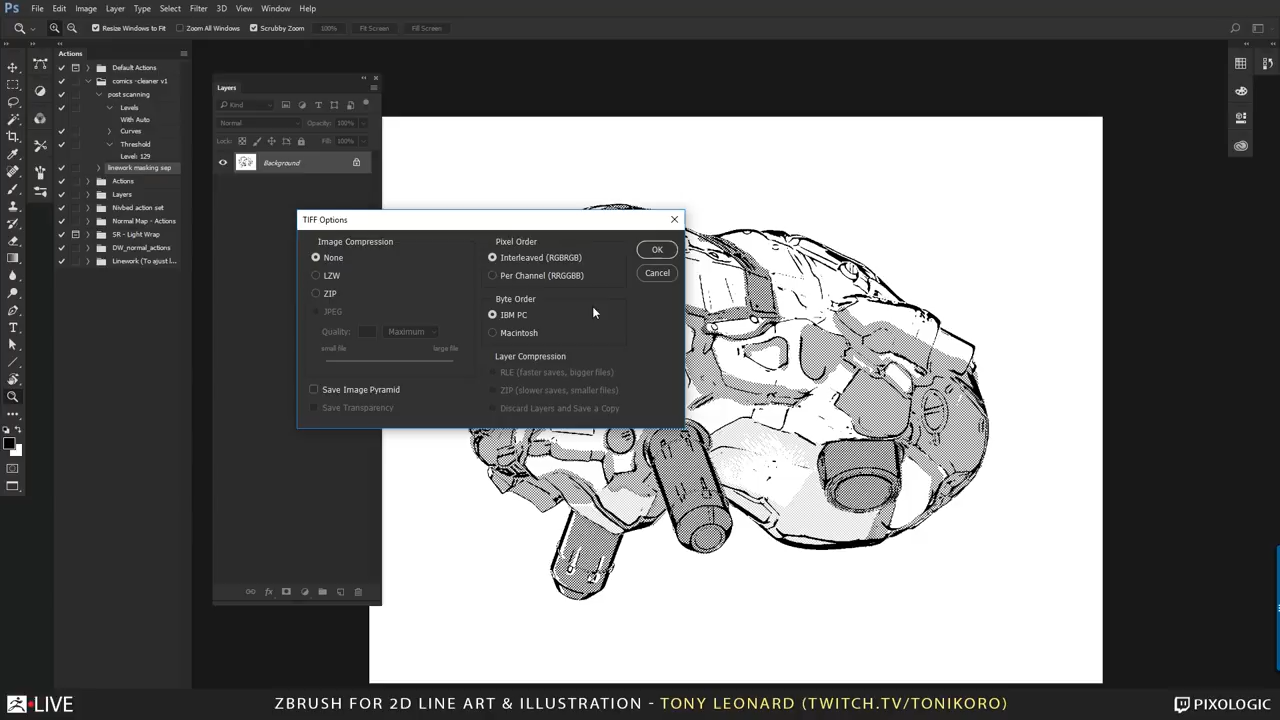 Ps File Edit Image Layer Type Select Filter 3D View Window Help
Resize Windows to Fit Zoom All Windows Scrubby Zoom 100% Fit Screen Fill Screen
Actions
Default Actions
comics -cleaner v1
post scanning
Levels
With Auto
Curves
Threshold
Level: 129
linework masking sep
Actions
Layers
Nivbed action set
Normal Map - Actions
SR - Light Wrap
DW_normal_actions
Linework (To ajust l...
Layers
Kind
Normal Opacity: 100%
Lock: Fill: 100%
Background
TIFF Options
Image Compression
None
LZW
ZIP
JPEG
Quality: Maximum
small file large file
Save Image Pyramid
Save Transparency
Pixel Order
Interleaved (RGBRGB)
Per Channel (RRGGBB)
Byte Order
IBM PC
Macintosh
Layer Compression
RLE (faster saves, bigger files)
ZIP (slower saves, smaller files)
Discard Layers and Save a Copy
OK
Cancel
LIVE ZBRUSH FOR 2D LINE ART & ILLUSTRATION - TONY LEONARD (TWITCH.TV/TONIKORO) PIXOLOGIC